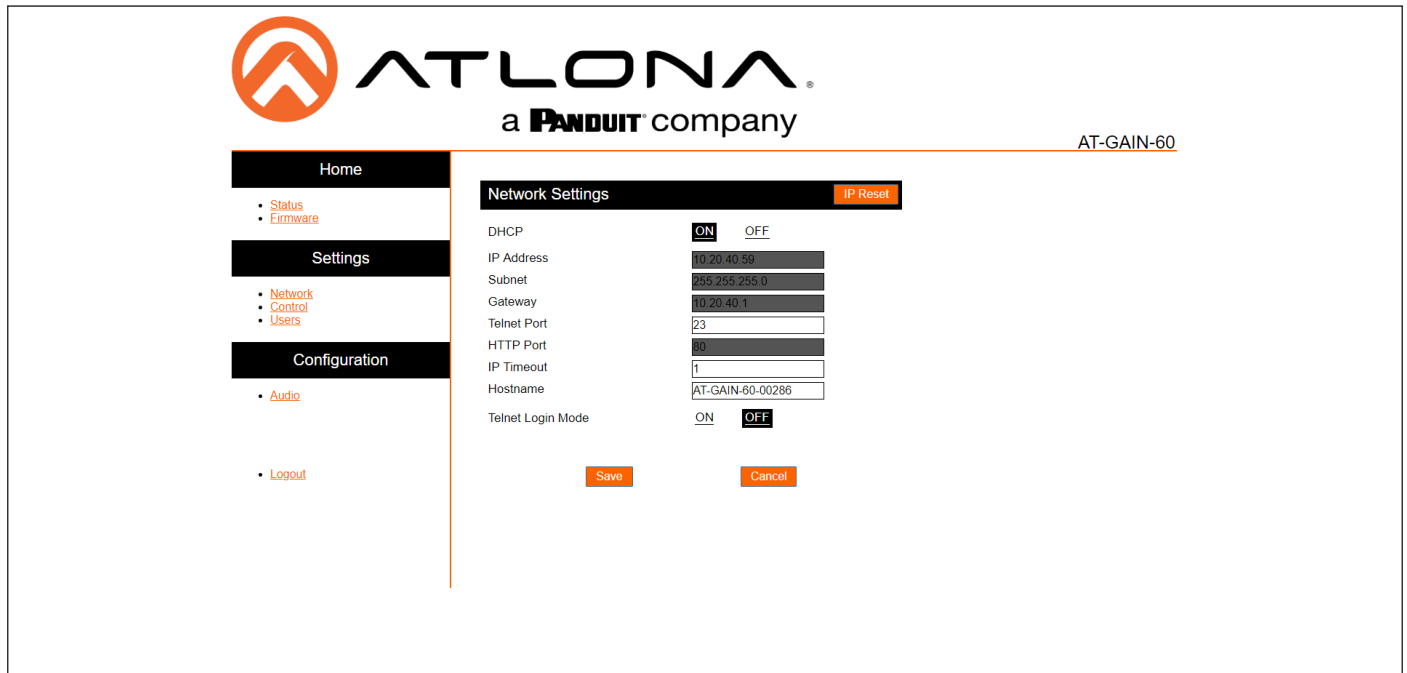 ATLONA®
a PANDUIT® company
AT-GAIN-60
Home
Status
Firmware
Settings
Network
Control
Users
Configuration
Audio
Logout
Network Settings IP Reset
DHCP ON OFF
IP Address 10.20.40.59
Subnet 255.255.255.0
Gateway 10.20.40.1
Telnet Port 23
HTTP Port 80
IP Timeout 1
Hostname AT-GAIN-60-00286
Telnet Login Mode ON OFF
Save Cancel